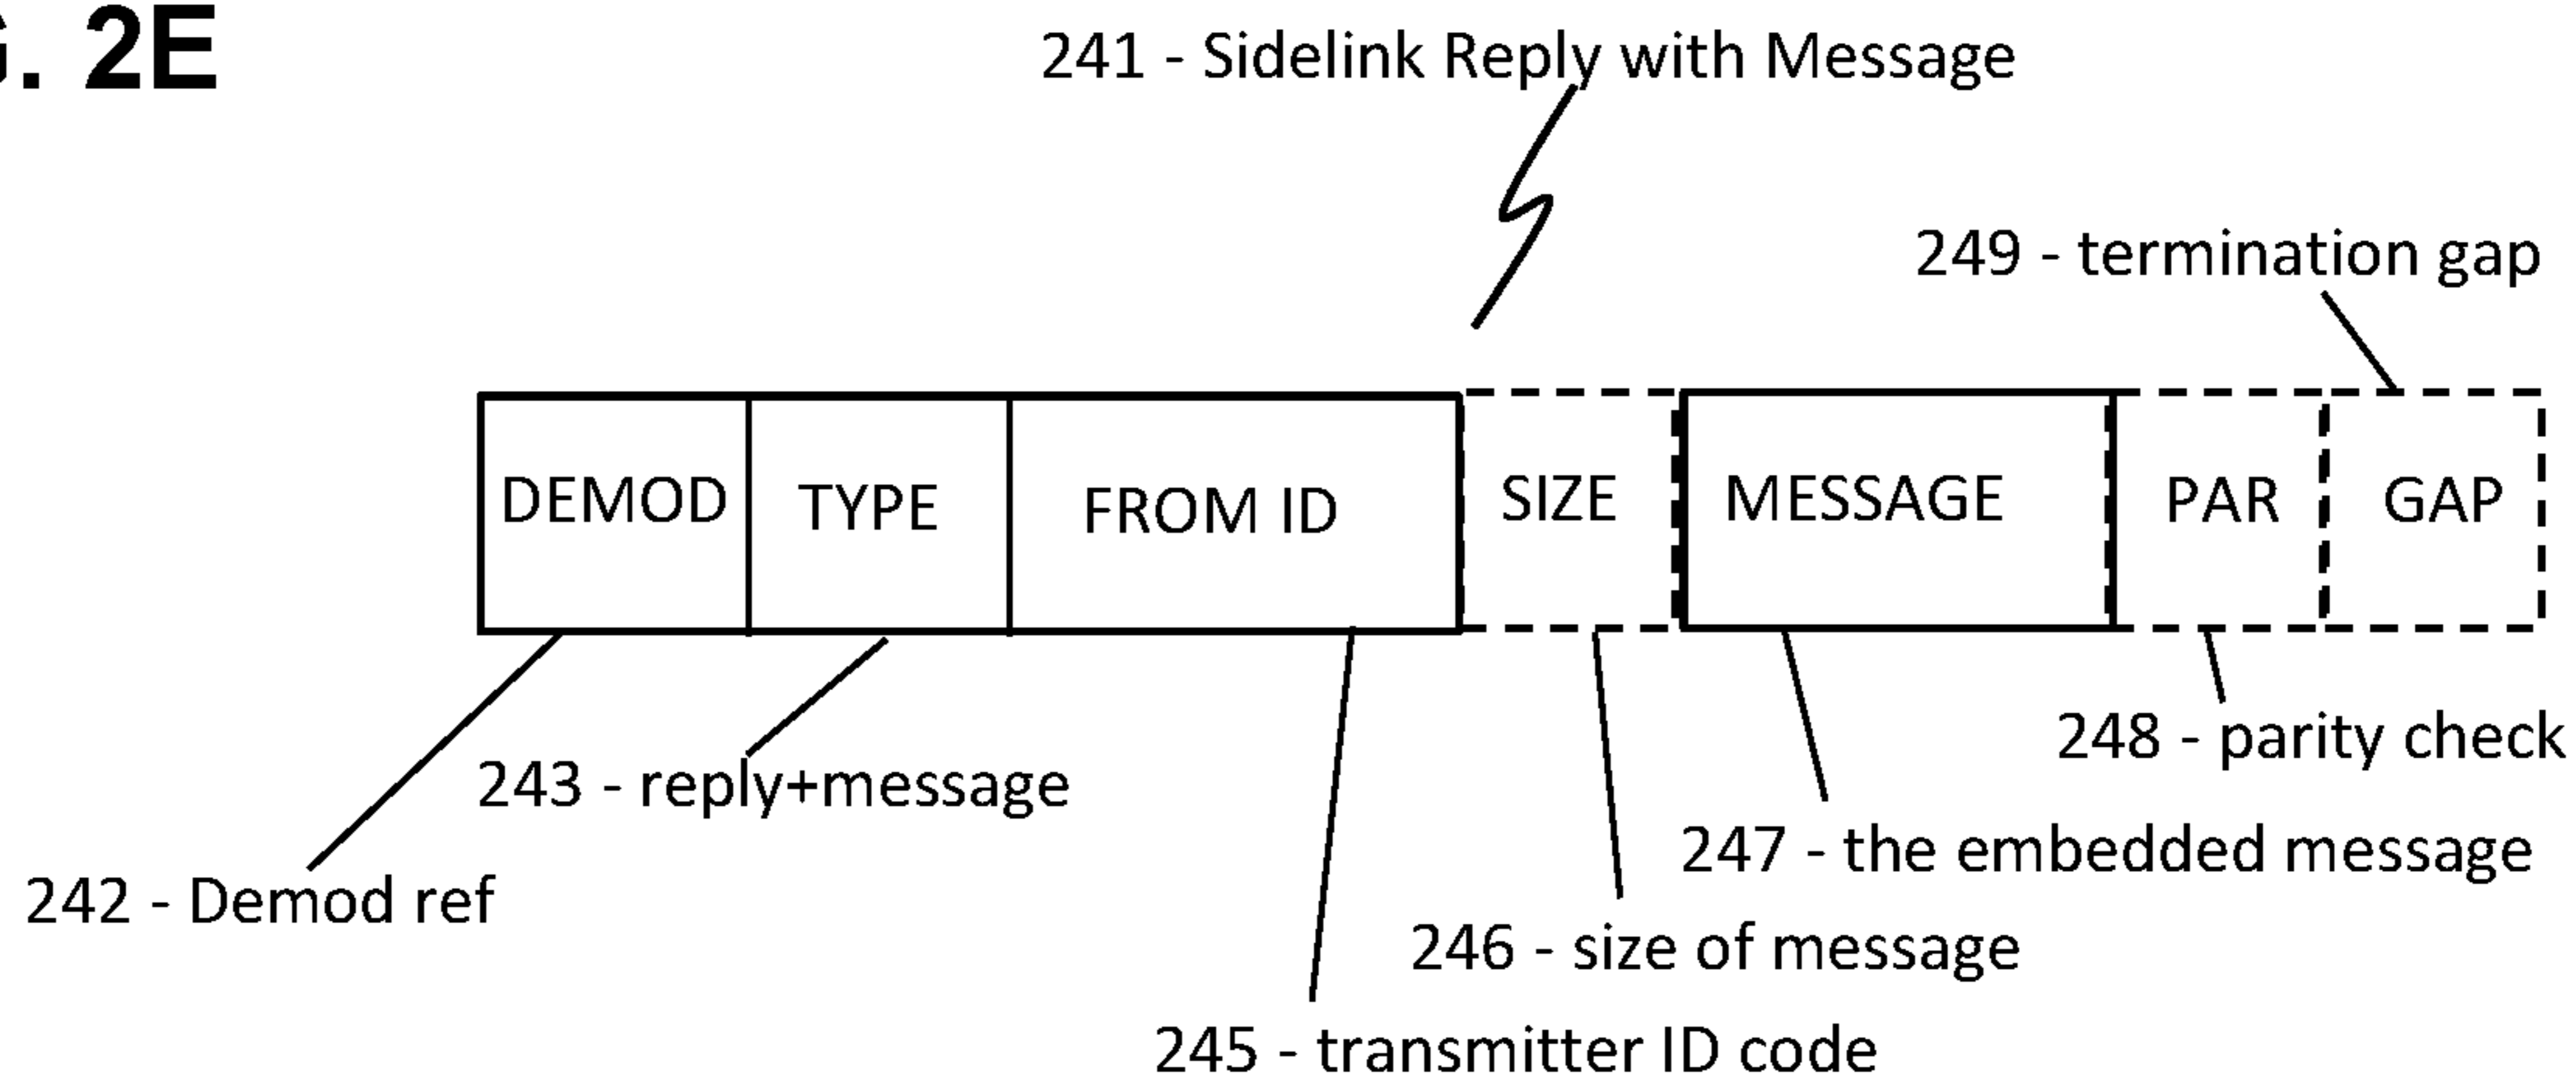 G. 2E
241 - Sidelink Reply with Message
249 - termination gap
DEMOD TYPE FROM ID SIZE MESSAGE PAR GAP
248 - parity check
243 - reply+message
247 - the embedded message
242 - Demod ref
246 - size of message
245 - transmitter ID code